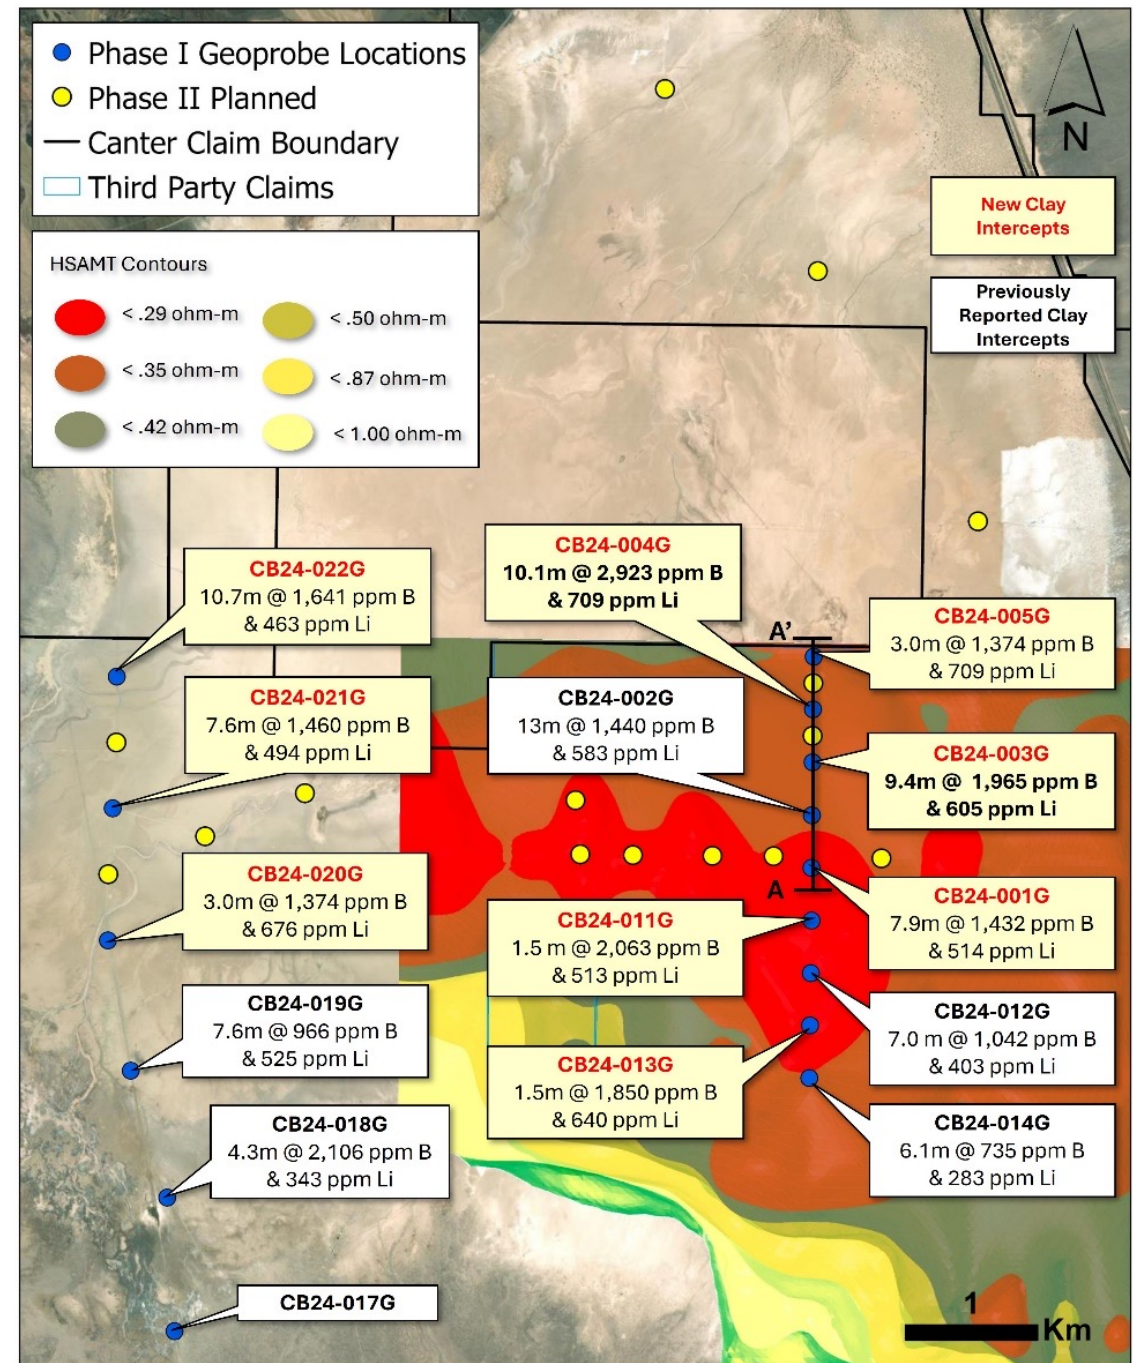 Phase I Geoprobe Locations
Phase II Planned
Canter Claim Boundary
Third Party Claims
N
New Clay
Intercepts
Previously
Reported Clay
Intercepts
HSAMT Contours
< .29 ohm-m
< .50 ohm-m
< .35 ohm-m
< .87 ohm-m
< .42 ohm-m
< 1.00 ohm-m
CB24-022G
10.7m @ 1,641 ppm B
& 463 ppm Li
CB24-004G
10.1m @ 2,923 ppm B
& 709 ppm Li
A'
CB24-005G
3.0m @ 1,374 ppm B
& 709 ppm Li
CB24-021G
7.6m @ 1,460 ppm B
& 494 ppm Li
CB24-002G
13m @ 1,440 ppm B
& 583 ppm Li
CB24-003G
9.4m @ 1,965 ppm B
& 605 ppm Li
CB24-020G
3.0m @ 1,374 ppm B
& 676 ppm Li
A
CB24-001G
7.9m @ 1,432 ppm B
& 514 ppm Li
CB24-011G
1.5 m @ 2,063 ppm B
& 513 ppm Li
CB24-019G
7.6m @ 966 ppm B
& 525 ppm Li
CB24-012G
7.0 m @ 1,042 ppm B
& 403 ppm Li
CB24-013G
1.5m @ 1,850 ppm B
& 640 ppm Li
CB24-018G
4.3m @ 2,106 ppm B
& 343 ppm Li
CB24-014G
6.1m @ 735 ppm B
& 283 ppm Li
CB24-017G
1
Km